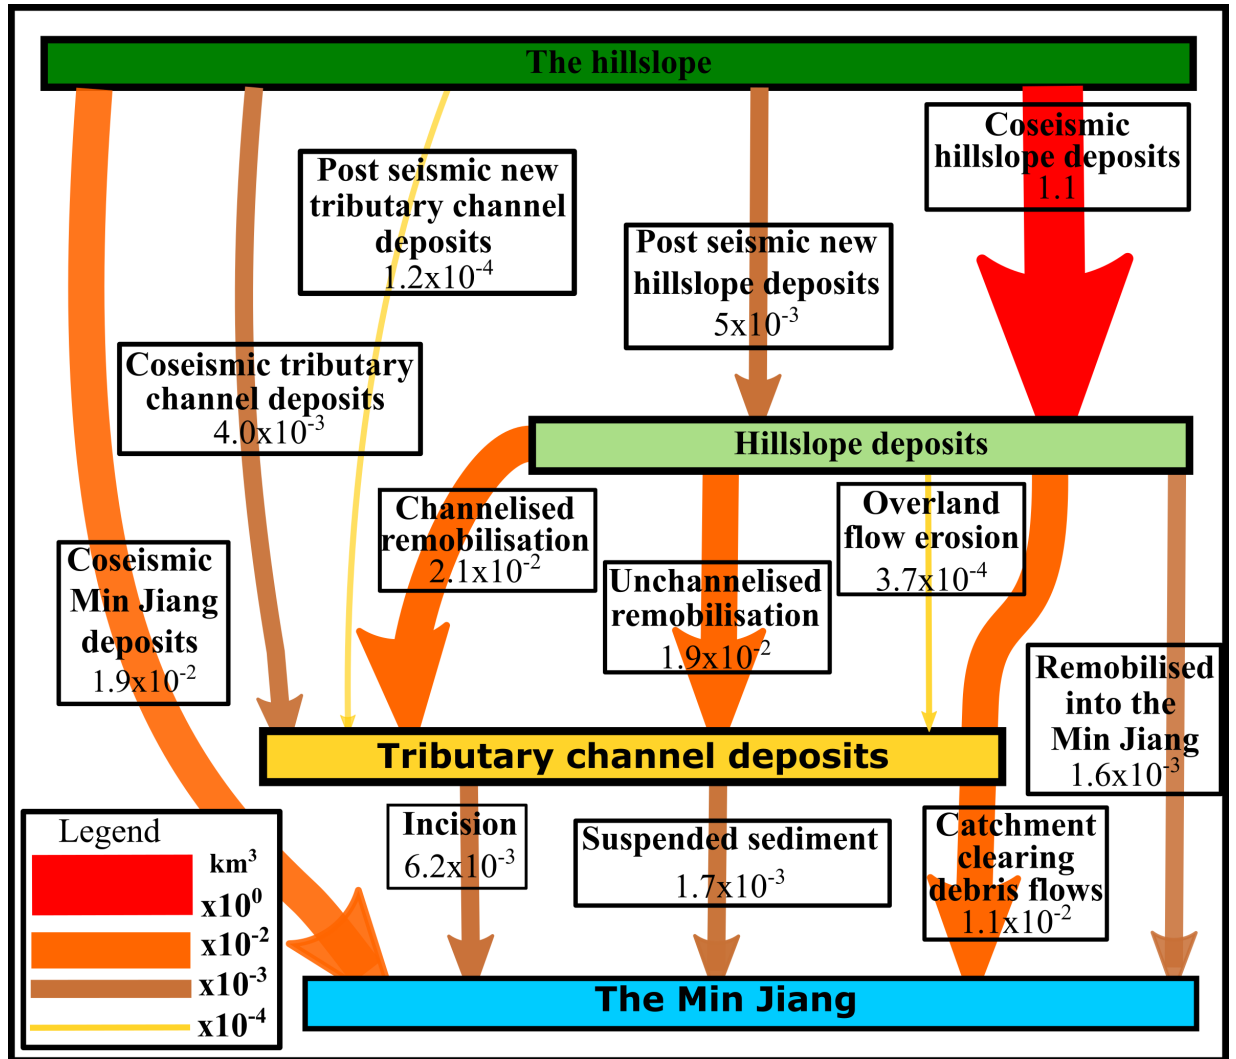 The hillslope
Coseismic
hillslope deposits
1.1
Post seismic new
tributary channel
deposits
1.2x10⁻⁴
Post seismic new
hillslope deposits
5x10⁻³
Coseismic tributary
channel deposits
4.0x10⁻³
Hillslope deposits
Channelised
remobilisation
2.1x10⁻²
Overland
flow erosion
3.7x10⁻⁴
Unchannelised
remobilisation
1.9x10⁻²
Coseismic
Min Jiang
deposits
1.9x10⁻²
Remobilised
into the
Min Jiang
1.6x10⁻³
Tributary channel deposits
Incision
6.2x10⁻³
Suspended sediment
1.7x10⁻³
Catchment
clearing
debris flows
1.1x10⁻²
Legend
km³
x10⁰
x10⁻²
x10⁻³
x10⁻⁴
The Min Jiang